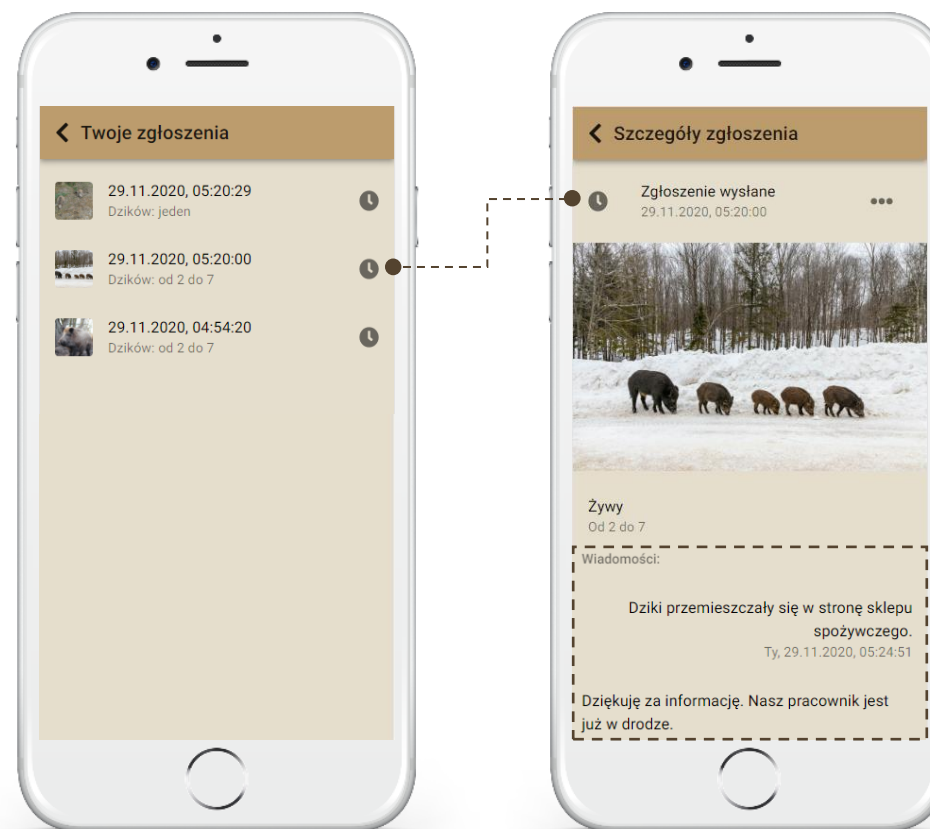 Twoje zgłoszenia
29.11.2020, 05:20:29
Dzików: jeden
29.11.2020, 05:20:00
Dzików: od 2 do 7
29.11.2020, 04:54:20
Dzików: od 2 do 7
Szczegóły zgłoszenia
Zgłoszenie wysłane
29.11.2020, 05:20:00
Żywy
Od 2 do 7
Wiadomości:
Dziki przemieszczały się w stronę sklepu
spożywczego.
Ty, 29.11.2020, 05:24:51
Dziękuję za informację. Nasz pracownik jest
już w drodze.